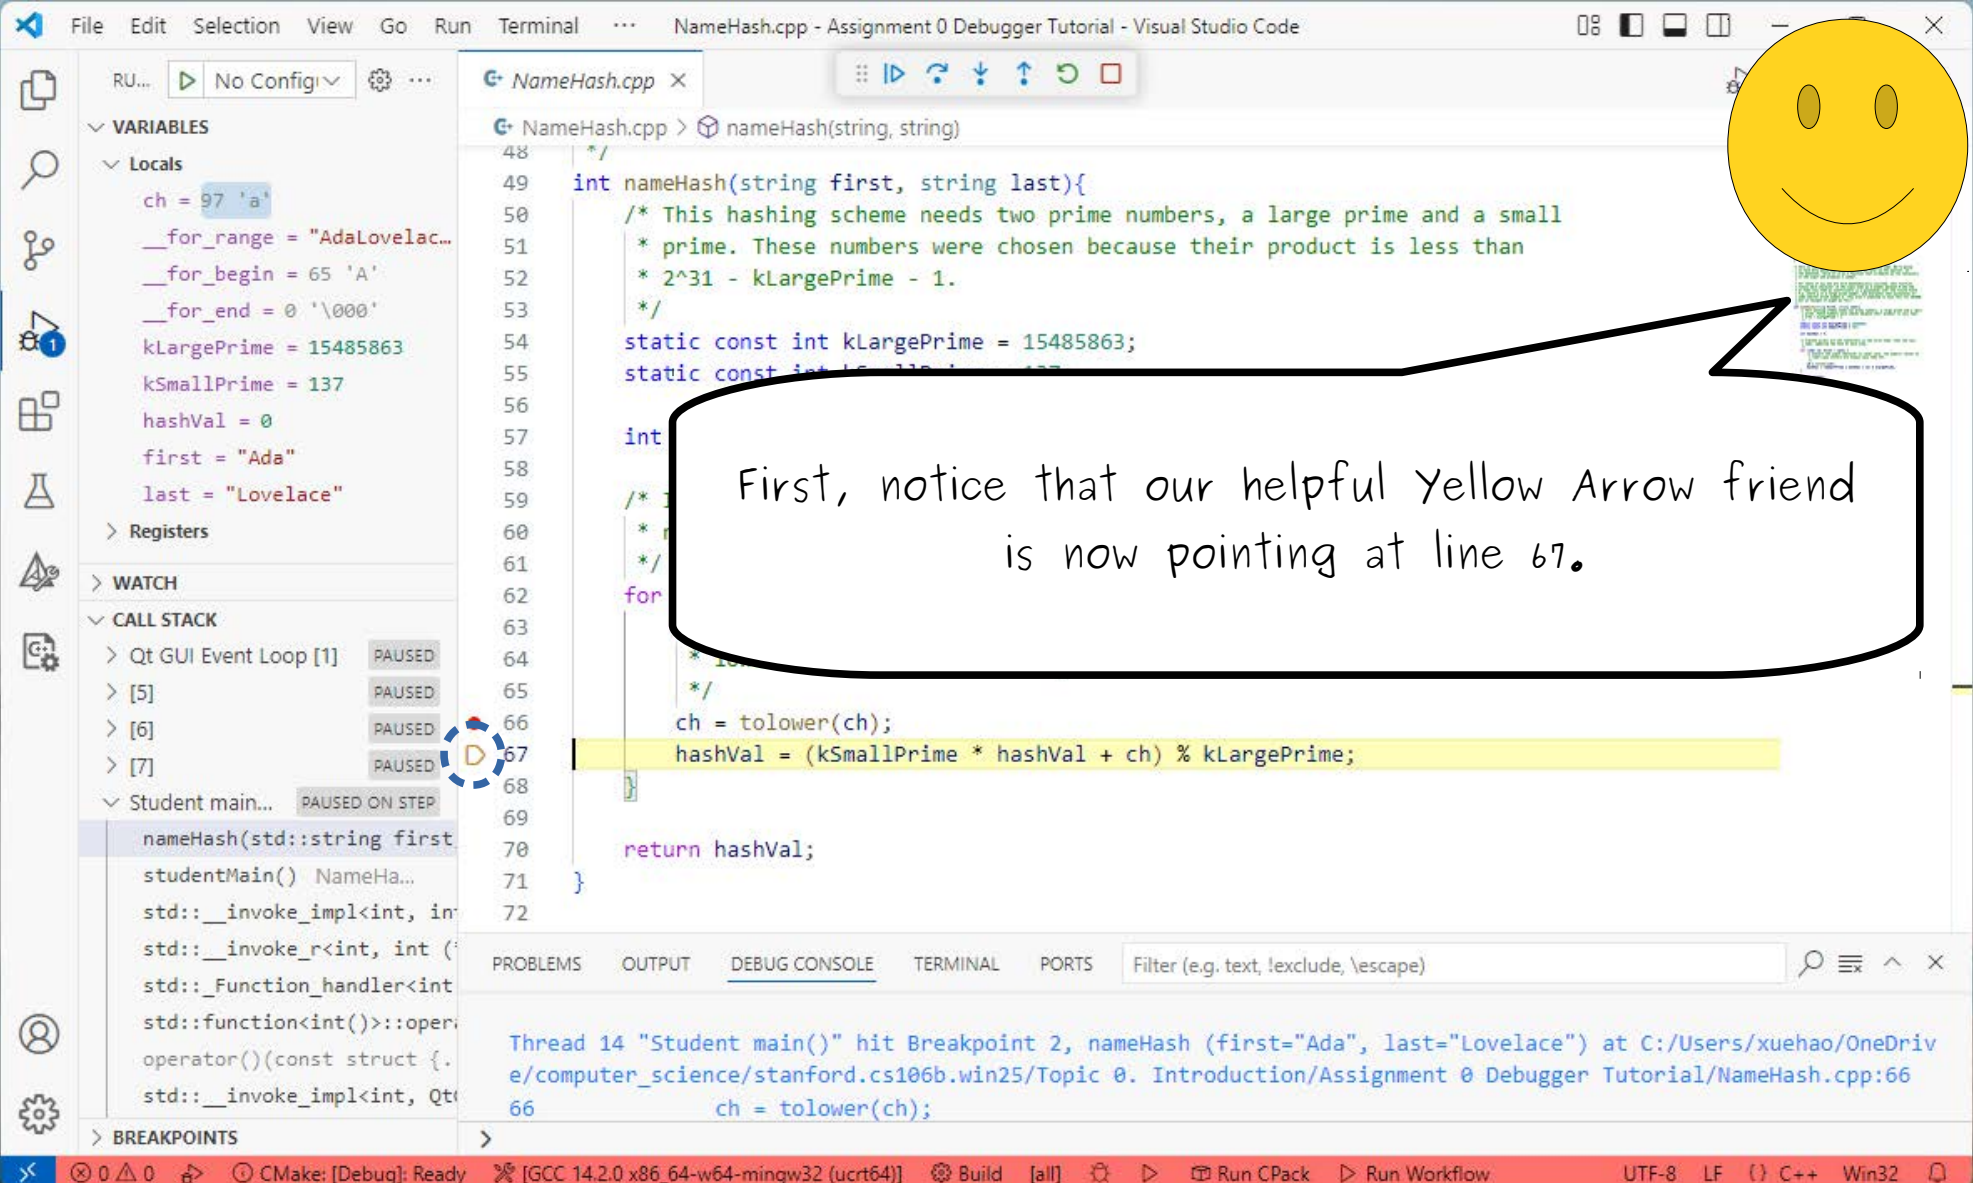 File Edit Selection View Go Run Terminal ··· NameHash.cpp - Assignment 0 Debugger Tutorial - Visual Studio Code
RU... No Config ···
VARIABLES
Locals
ch = 97 'a'
__for_range = "AdaLovelac…
__for_begin = 65 'A'
__for_end = 0 '\000'
kLargePrime = 15485863
kSmallPrime = 137
hashVal = 0
first = "Ada"
last = "Lovelace"
Registers
WATCH
CALL STACK
Qt GUI Event Loop [1] PAUSED
[5] PAUSED
[6] PAUSED
[7] PAUSED
Student main... PAUSED ON STEP
nameHash(std::string first
studentMain() NameHa...
std::__invoke_impl<int, in
std::__invoke_r<int, int (
std::_Function_handler<int
std::function<int()>::oper
operator()(const struct {.
std::__invoke_impl<int, Qt
BREAKPOINTS
NameHash.cpp
NameHash.cpp > nameHash(string, string)
48 */
49 int nameHash(string first, string last){
50 /* This hashing scheme needs two prime numbers, a large prime and a small
51 * prime. These numbers were chosen because their product is less than
52 * 2^31 - kLargePrime - 1.
53 */
54 static const int kLargePrime = 15485863;
55 static const int
56
57 int
58
59 /*
60 *
61 */
62 for
63
64 *
65 */
66 ch = tolower(ch);
67 hashVal = (kSmallPrime * hashVal + ch) % kLargePrime;
68 }
69
70 return hashVal;
71 }
72
First, notice that our helpful Yellow Arrow friend
is now pointing at line 67.
PROBLEMS OUTPUT DEBUG CONSOLE TERMINAL PORTS Filter (e.g. text, !exclude, \escape)
Thread 14 "Student main()" hit Breakpoint 2, nameHash (first="Ada", last="Lovelace") at C:/Users/xuehao/OneDriv
e/computer_science/stanford.cs106b.win25/Topic 0. Introduction/Assignment 0 Debugger Tutorial/NameHash.cpp:66
66 ch = tolower(ch);
>
0 0 CMake: [Debug]: Ready [GCC 14.2.0 x86_64-w64-mingw32 (ucrt64)] Build [all] Run CPack Run Workflow UTF-8 LF {} C++ Win32
1